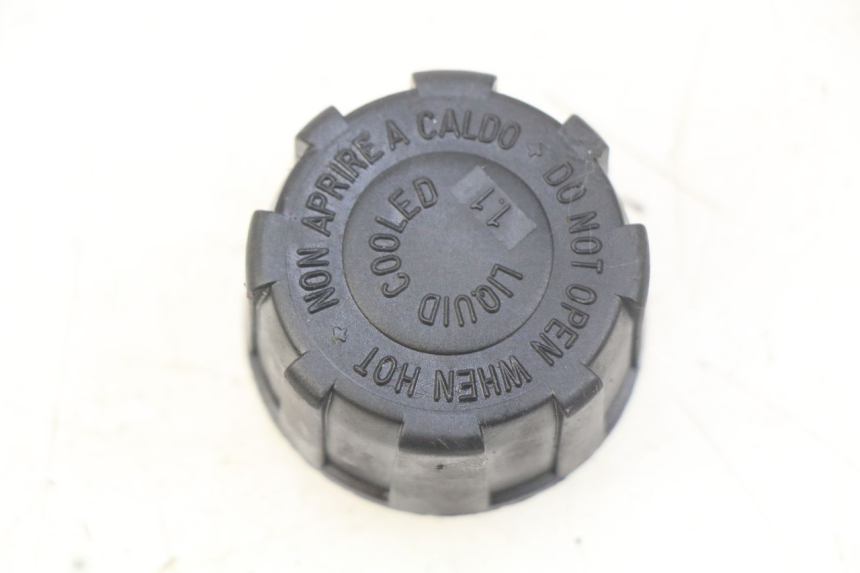 NON APRIRE A CALDO * DO NOT OPEN WHEN HOT *
LIQUID COOLED
1.1